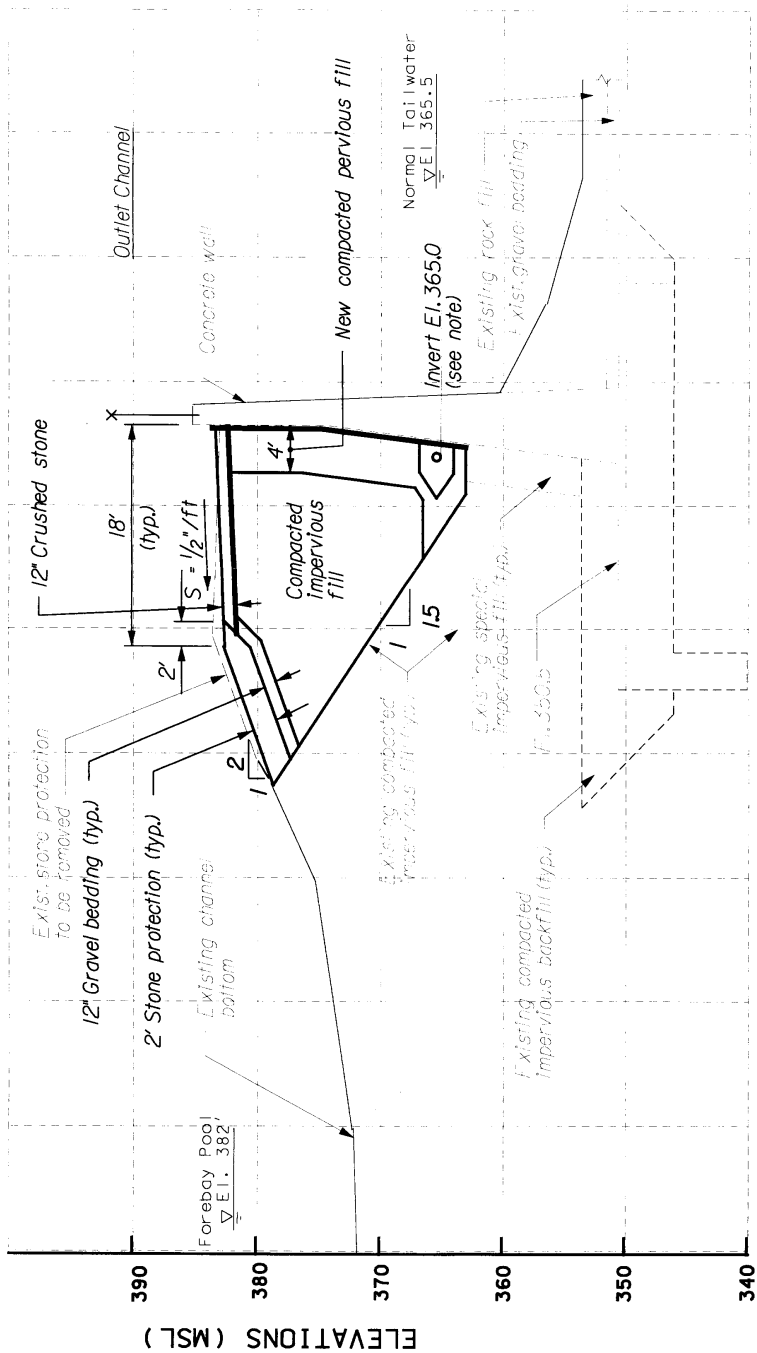 ELEVATIONS (MSL)
390
380
370
360
350
340
Forebay Pool
El. 382
Exist. stone protection
to be removed
12" Gravel bedding (typ.)
2' Stone protection (typ.)
Existing channel
bottom
2
1
2'
12" Crushed stone
18'
(typ.)
S = 1/2"/ft
Compacted
impervious
fill
4'
X
Outlet Channel
Concrete wall
New compacted pervious fill
Normal Tailwater
El 365.5
Invert El. 365.0
(see note)
Existing rock fill
Exist. gravel bedding
1
1.5
Existing compacted
impervious fill (typ.)
Existing special
impervious fill (typ.)
El. 350.5
Existing compacted
impervious backfill (typ.)